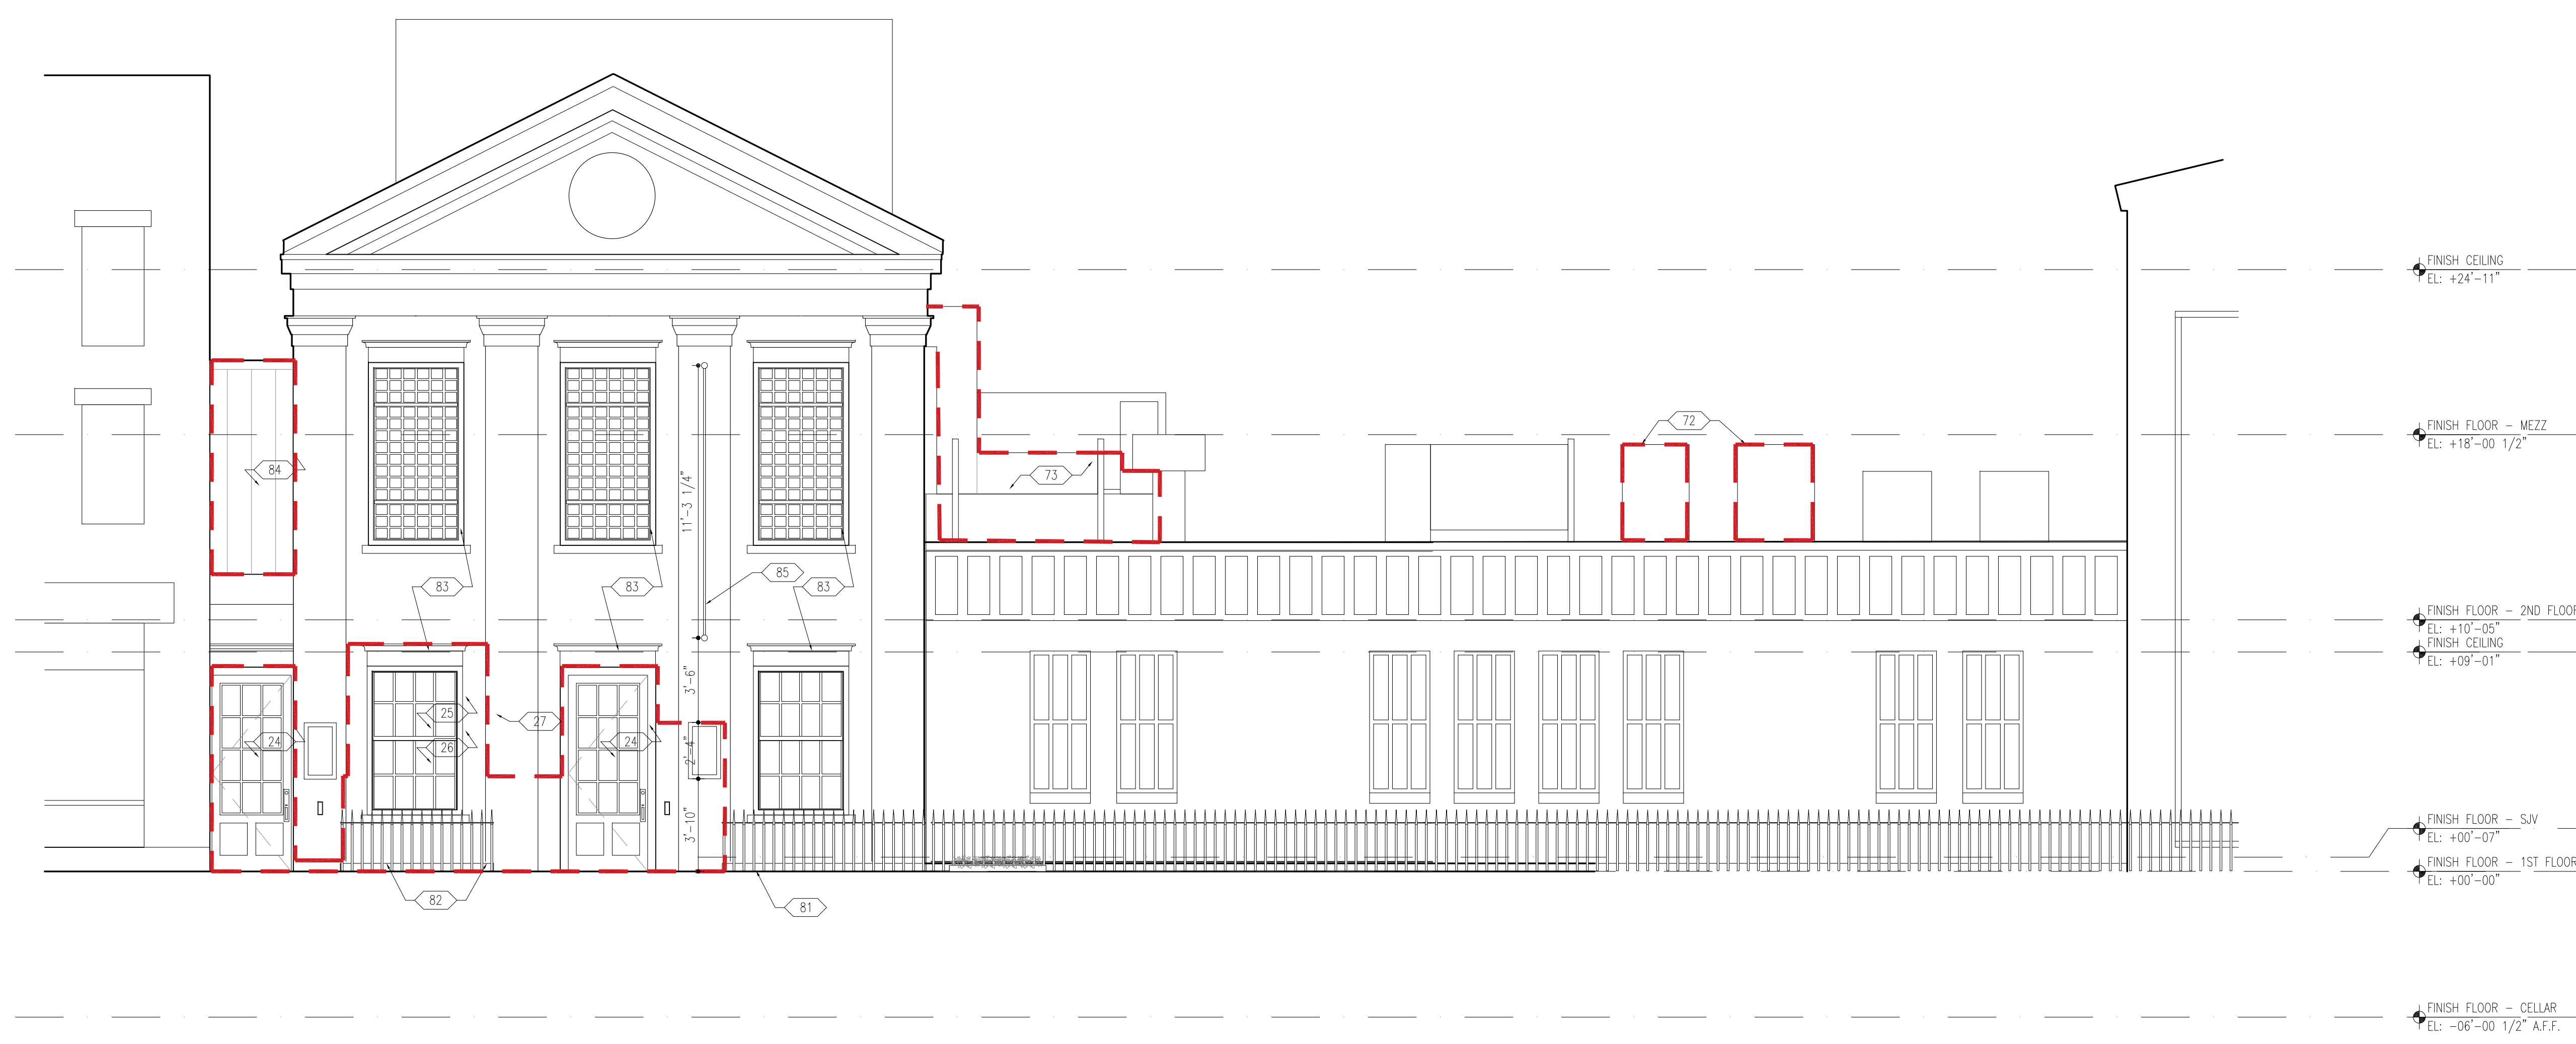 FINISH CEILING
EL: +24'-11"
72
FINISH FLOOR - MEZZ
EL: +18'-00 1/2"
84
73
11'-3 1/4"
83
83
85
83
FINISH FLOOR - 2ND FLOOR
EL: +10'-05"
FINISH CEILING
EL: +09'-01"
3'-6"
25
27
24
26
24
2'-4"
3'-10"
FINISH FLOOR - SJV
EL: +00'-07"
FINISH FLOOR - 1ST FLOOR
EL: +00'-00"
82
81
FINISH FLOOR - CELLAR
EL: -06'-00 1/2" A.F.F.